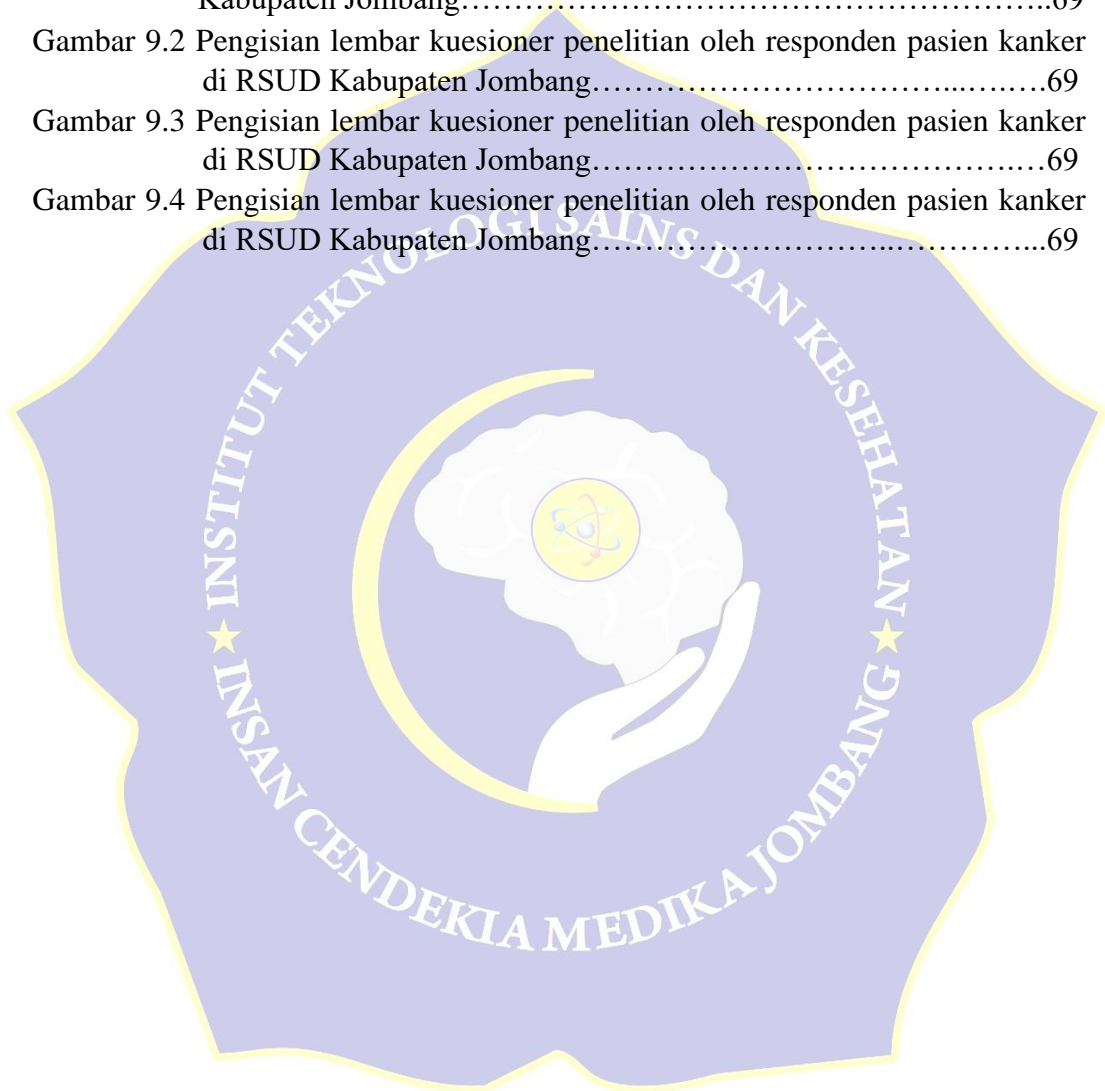 Kabupaten Jombang………………………………………………………..69
Gambar 9.2 Pengisian lembar kuesioner penelitian oleh responden pasien kanker
di RSUD Kabupaten Jombang……………………………...….….69
Gambar 9.3 Pengisian lembar kuesioner penelitian oleh responden pasien kanker
di RSUD Kabupaten Jombang………………………………….…69
Gambar 9.4 Pengisian lembar kuesioner penelitian oleh responden pasien kanker
di RSUD Kabupaten Jombang………………………..…………...69
INSTITUT TEKNOLOGI SAINS DAN KESEHATAN
INSAN CENDEKIA MEDIKA JOMBANG